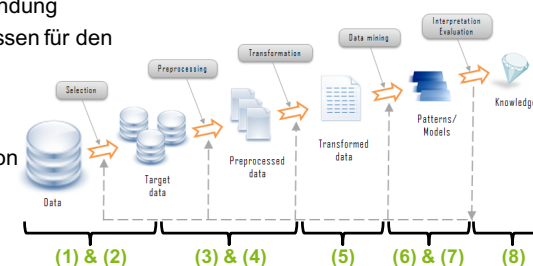 ndung
ssen für den
on
Selection
Preprocessing
Transformation
Data mining
Interpretation
Evaluation
Data
Target
data
Preprocessed
data
Transformed
data
Patterns/
Models
Knowledge
(1) & (2)
(3) & (4)
(5)
(6) & (7)
(8)